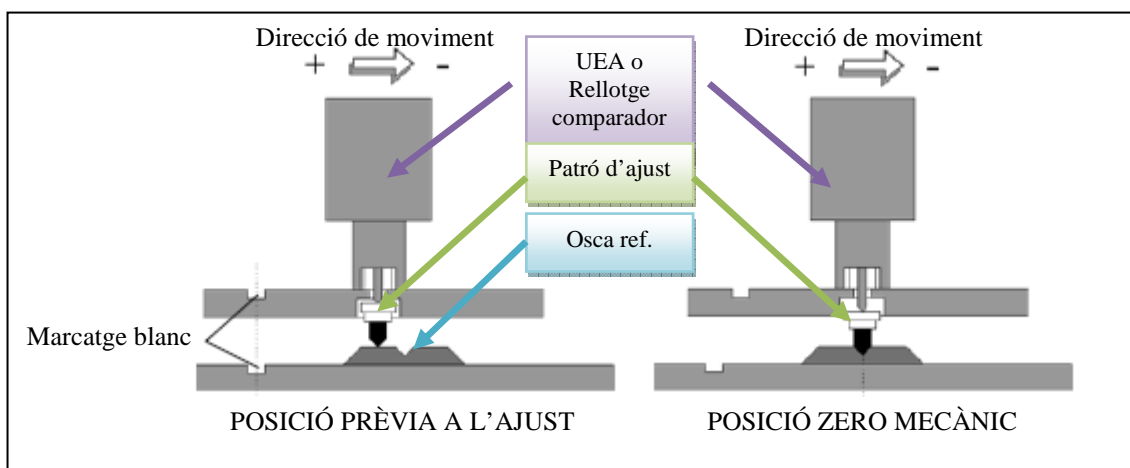 Direcció de moviment
+ -
UEA o
Rellotge
comparador
Patró d'ajust
Osca ref.
Marcatge blanc
POSICIÓ PRÈVIA A L'AJUST
Direcció de moviment
+ -
POSICIÓ ZERO MECÀNIC